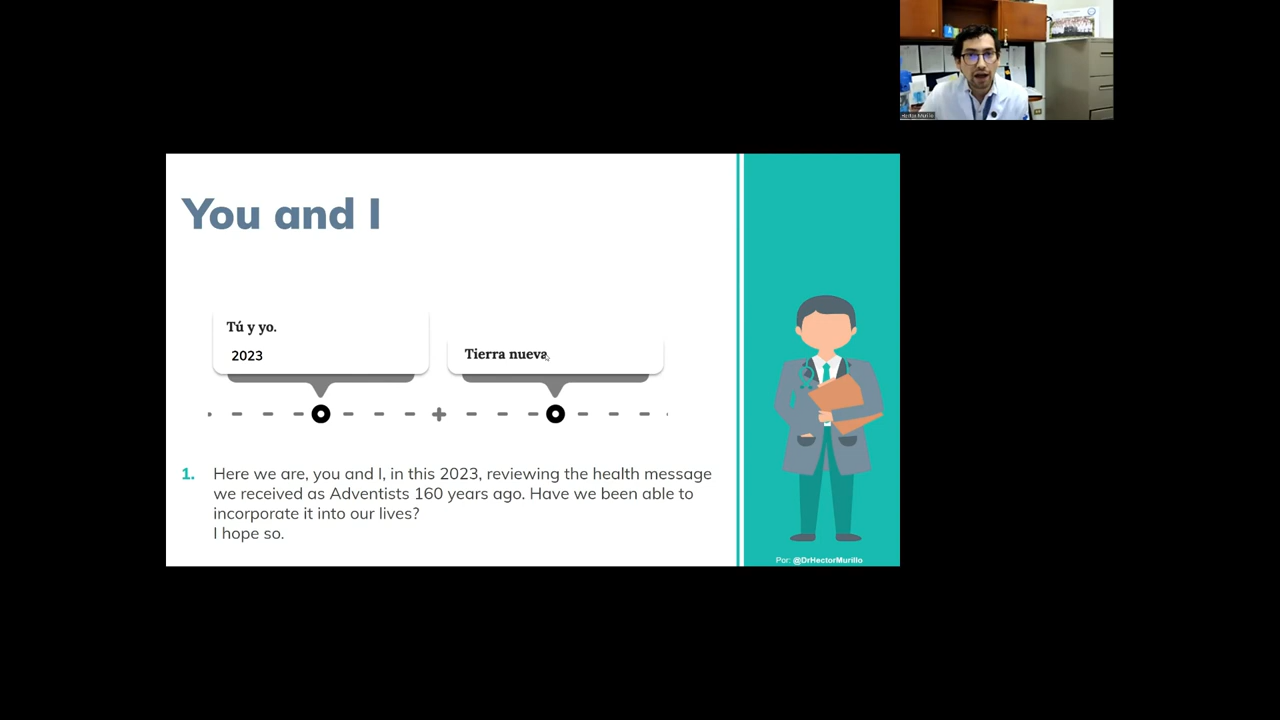 Hector Murillo
You and I
Tú y yo.
2023
Tierra nueva
1. Here we are, you and I, in this 2023, reviewing the health message
we received as Adventists 160 years ago. Have we been able to
incorporate it into our lives?
I hope so.
Por: @DrHectorMurillo